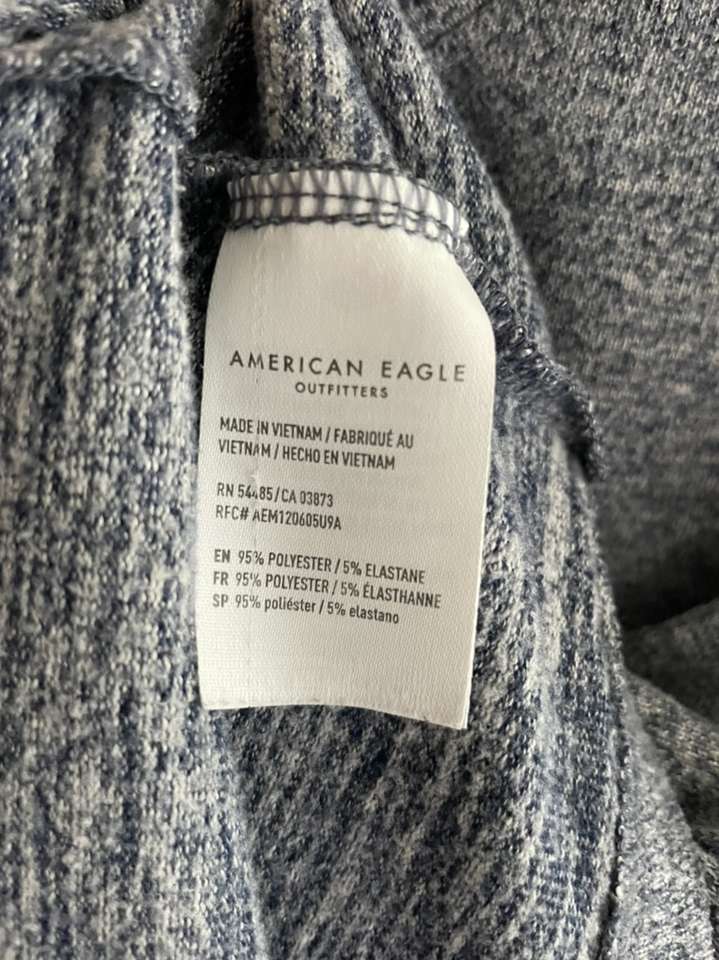 AMERICAN EAGLE
OUTFITTERS
MADE IN VIETNAM / FABRIQUÉ AU
VIETNAM / HECHO EN VIETNAM
RN 54485/CA 03873
RFC# AEM120605U9A
EN 95% POLYESTER / 5% ELASTANE
FR 95% POLYESTER / 5% ÉLASTHANNE
SP 95% poliéster / 5% elastano